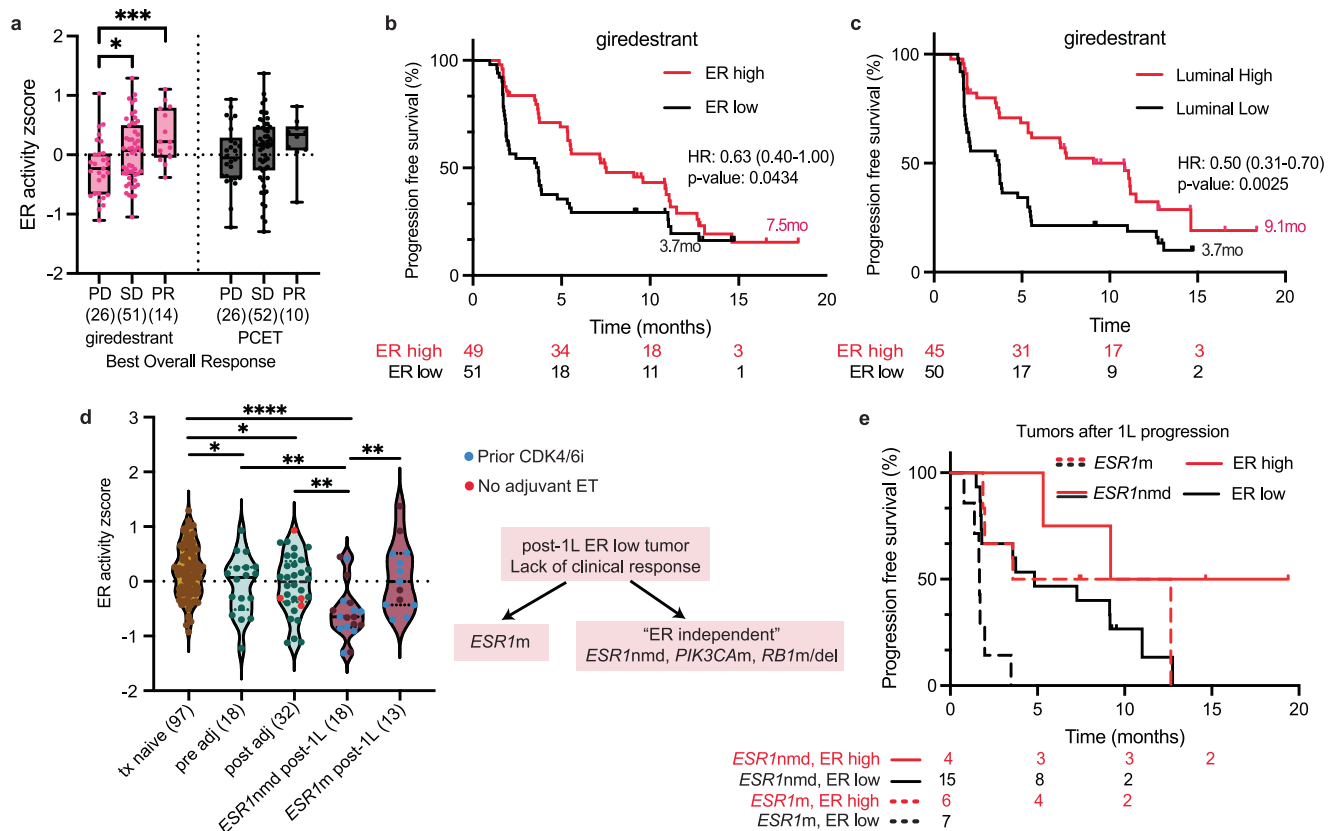 a
***
*
ER activity zscore
2
1
0
-1
-2
PD SD PR PD SD PR
(26) (51) (14) (26) (52) (10)
giredestrant PCET
Best Overall Response
b
giredestrant
ER high
ER low
Progression free survival (%)
100
50
0
HR: 0.63 (0.40-1.00)
p-value: 0.0434
7.5mo
3.7mo
0 5 10 15 20
Time (months)
ER high 49 34 18 3
ER low 51 18 11 1
c
giredestrant
Luminal High
Luminal Low
Progression free survival (%)
100
50
0
HR: 0.50 (0.31-0.70)
p-value: 0.0025
9.1mo
3.7mo
0 5 10 15 20
Time
ER high 45 31 17 3
ER low 50 17 9 2
d
****
*
* ** **
**
ER activity zscore
3
2
1
0
-1
-2
tx naive (97)
pre adj (18)
post adj (32)
ESR1nmd post-1L (18)
ESR1m post-1L (13)
Prior CDK4/6i
No adjuvant ET
post-1L ER low tumor
Lack of clinical response
ESR1m
“ER independent”
ESR1nmd, PIK3CAm, RB1m/del
e
Tumors after 1L progression
ESR1m ER high
ESR1nmd ER low
Progression free survival (%)
100
50
0
0 5 10 15 20
Time (months)
ESR1nmd, ER high 4 3 3 2
ESR1nmd, ER low 15 8 2
ESR1m, ER high 6 4 2
ESR1m, ER low 7